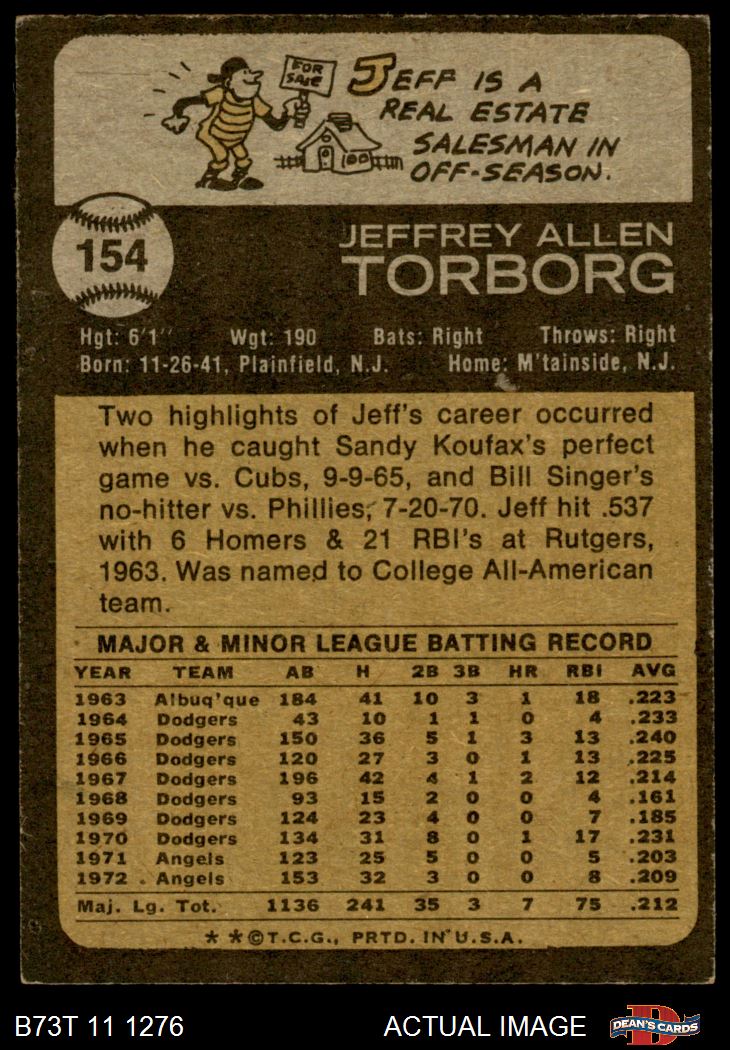 FOR
SALE
JEFF IS A
REAL ESTATE
SALESMAN IN
OFF-SEASON.
154
JEFFREY ALLEN
TORBORG
Hgt: 6'1" Wgt: 190 Bats: Right Throws: Right
Born: 11-26-41, Plainfield, N.J. Home: M'tainside, N.J.
Two highlights of Jeff's career occurred
when he caught Sandy Koufax's perfect
game vs. Cubs, 9-9-65, and Bill Singer's
no-hitter vs. Phillies, 7-20-70. Jeff hit .537
with 6 Homers & 21 RBI's at Rutgers,
1963. Was named to College All-American
team.
MAJOR & MINOR LEAGUE BATTING RECORD
YEAR TEAM AB H 2B 3B HR RBI AVG
1963 Albuq'que 184 41 10 3 1 18 .223
1964 Dodgers 43 10 1 1 0 4 .233
1965 Dodgers 150 36 5 1 3 13 .240
1966 Dodgers 120 27 3 0 1 13 .225
1967 Dodgers 196 42 4 1 2 12 .214
1968 Dodgers 93 15 2 0 0 4 .161
1969 Dodgers 124 23 4 0 0 7 .185
1970 Dodgers 134 31 8 0 1 17 .231
1971 Angels 123 25 5 0 0 5 .203
1972 Angels 153 32 3 0 0 8 .209
Maj. Lg. Tot. 1136 241 35 3 7 75 .212
* *©T.C.G., PRTD. IN U.S.A.
B73T 11 1276 ACTUAL IMAGE D DEAN'S CARDS